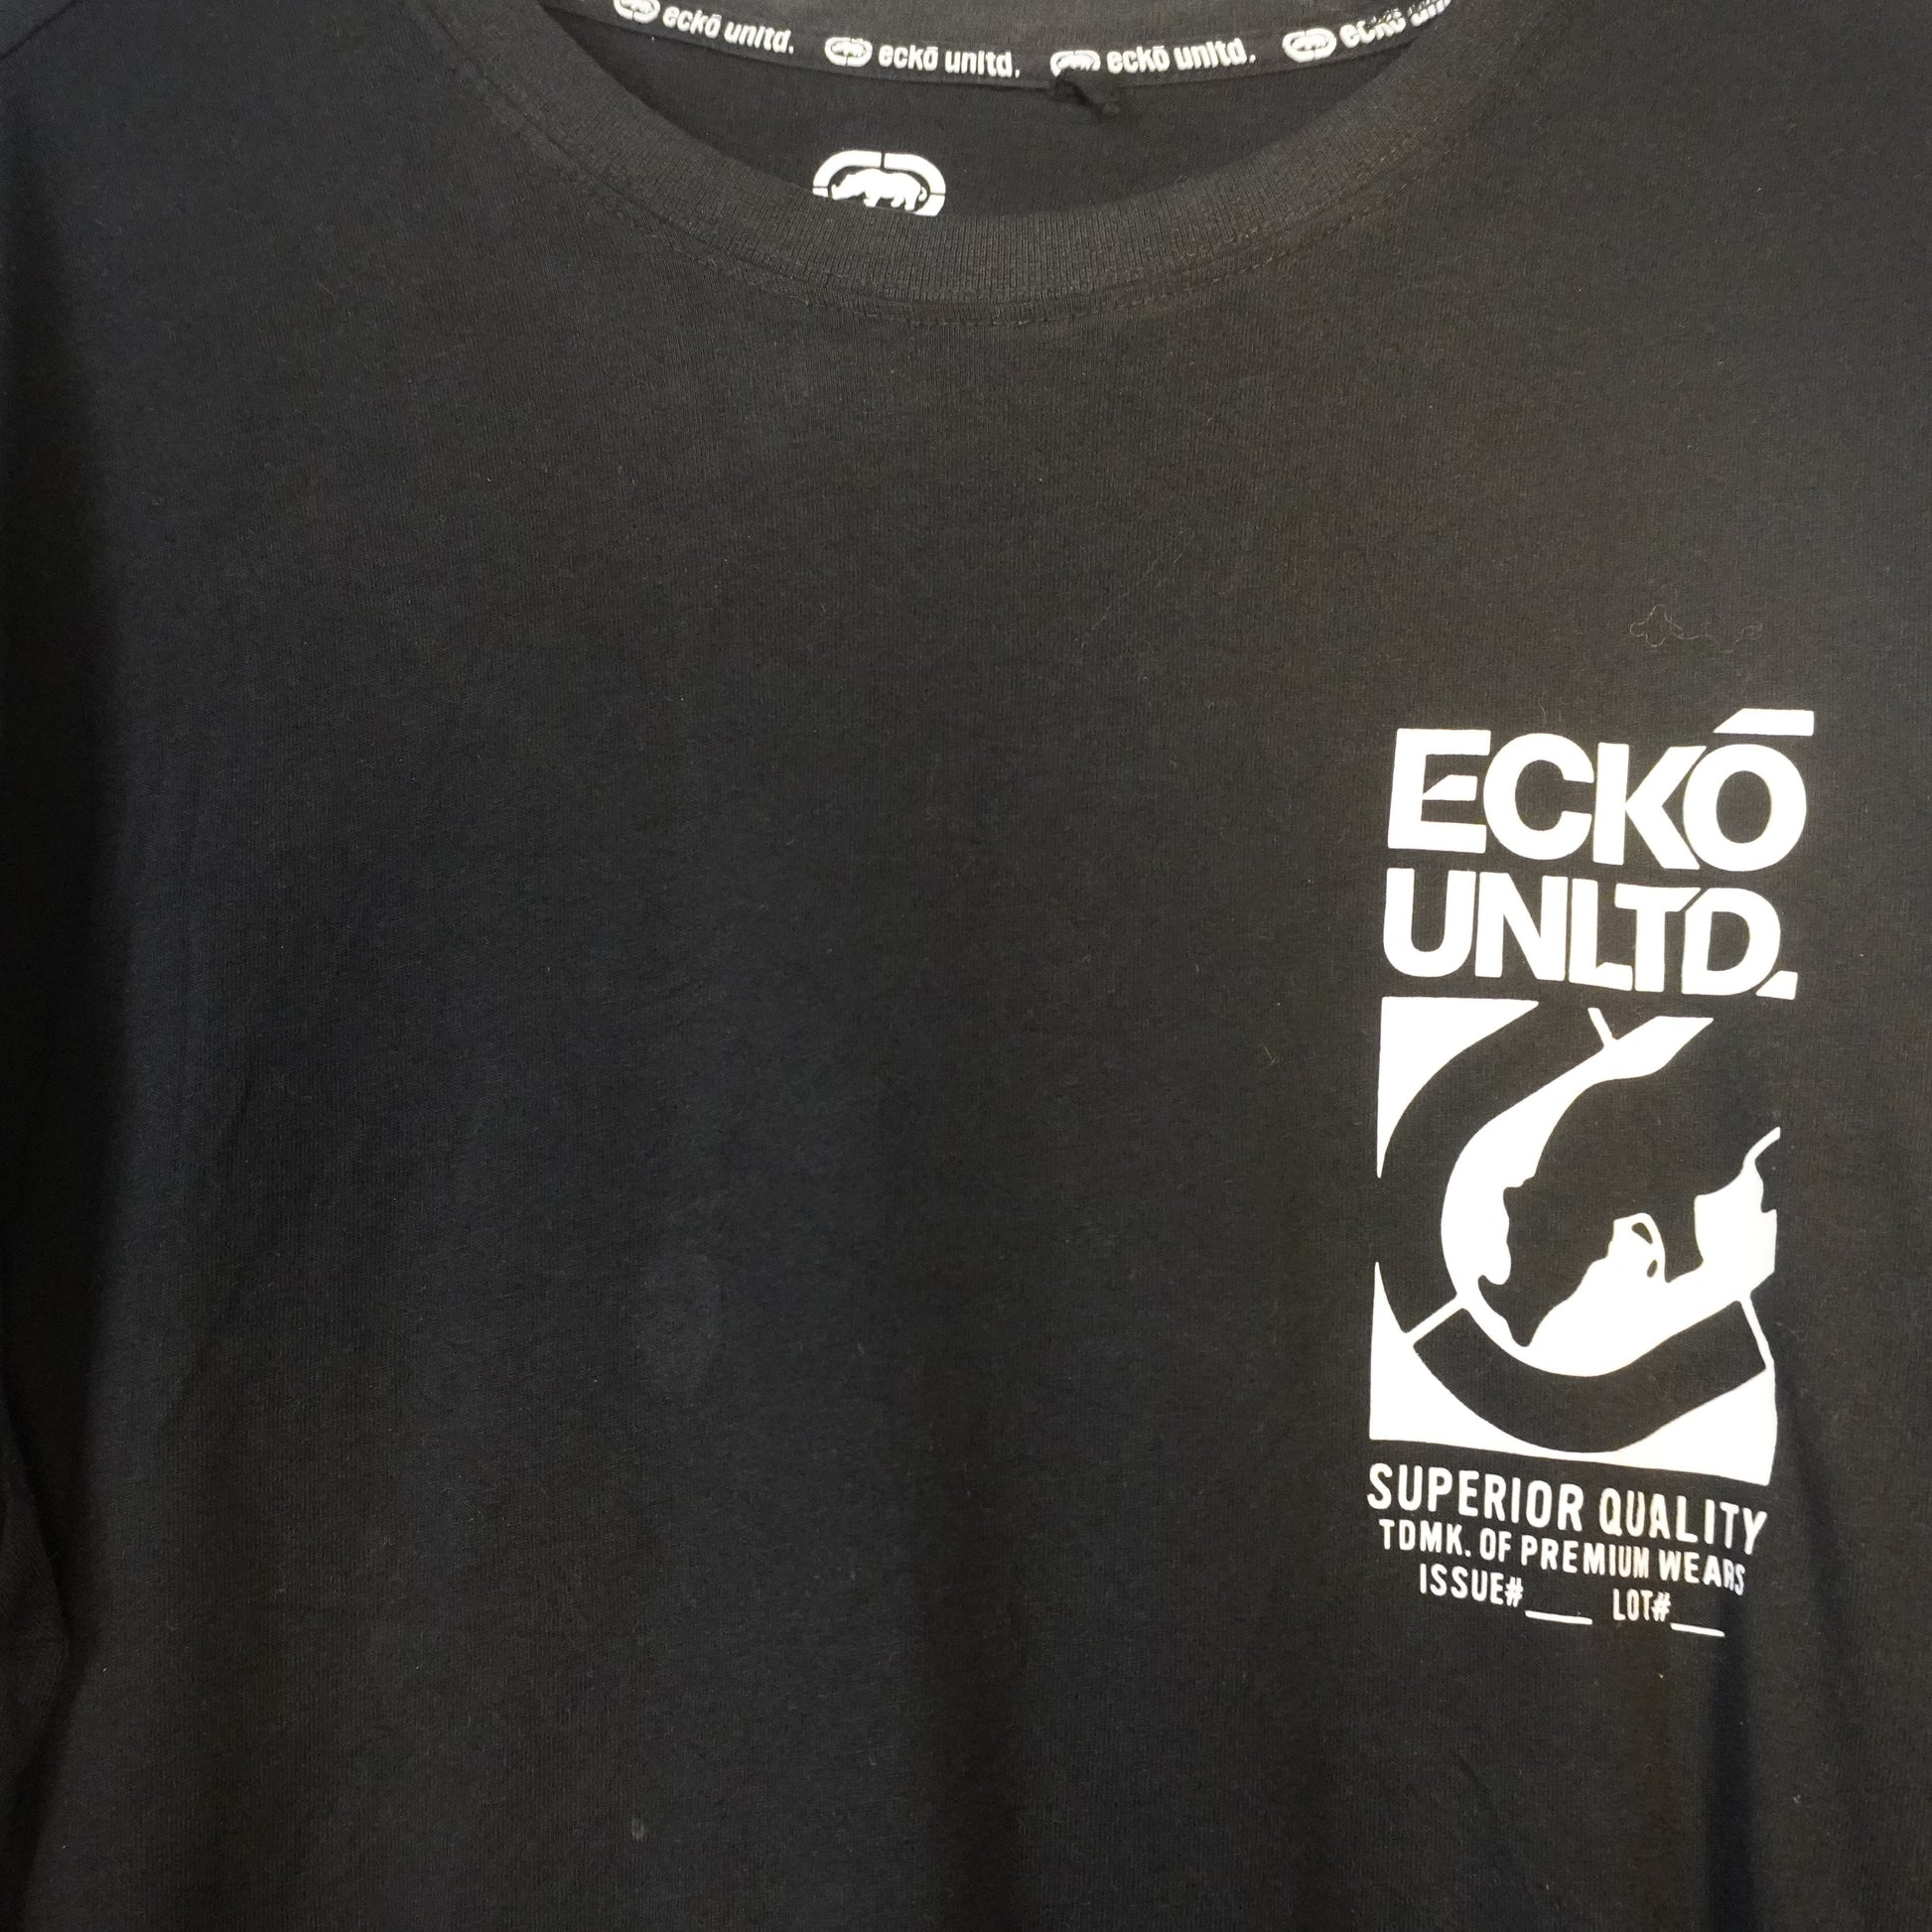 eckō unltd. eckō unltd. eckō unltd. eckō unltd.
ECKŌ
UNLTD.
SUPERIOR QUALITY
TDMK. OF PREMIUM WEARS
ISSUE#___ LOT#__